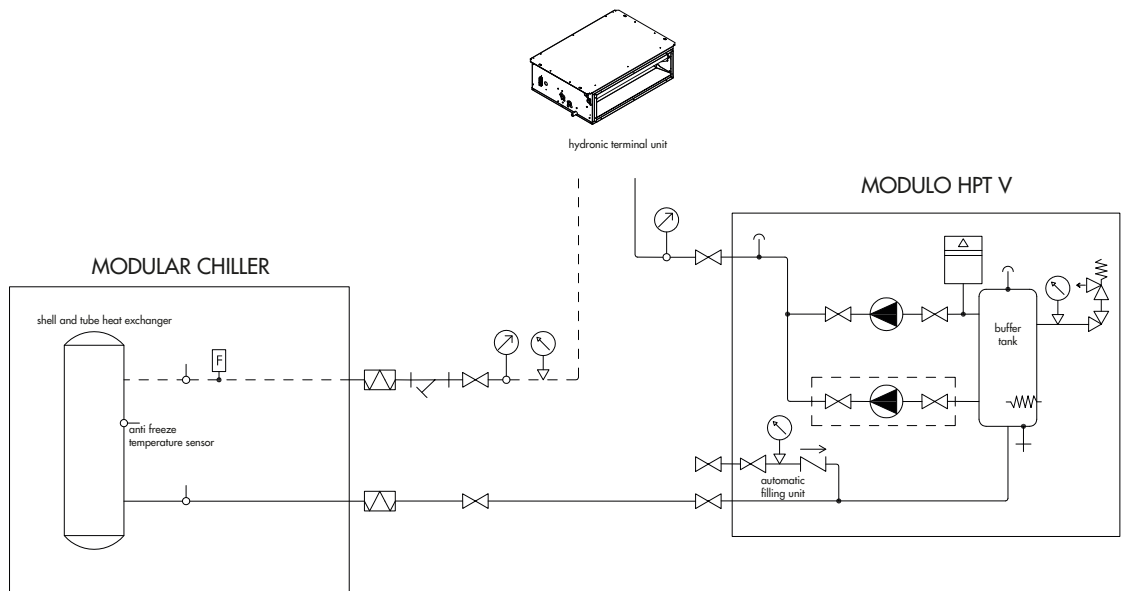 hydronic terminal unit
MODULO HPT V
MODULAR CHILLER
shell and tube heat exchanger
F
buffer
tank
anti freeze
temperature sensor
automatic
filling unit